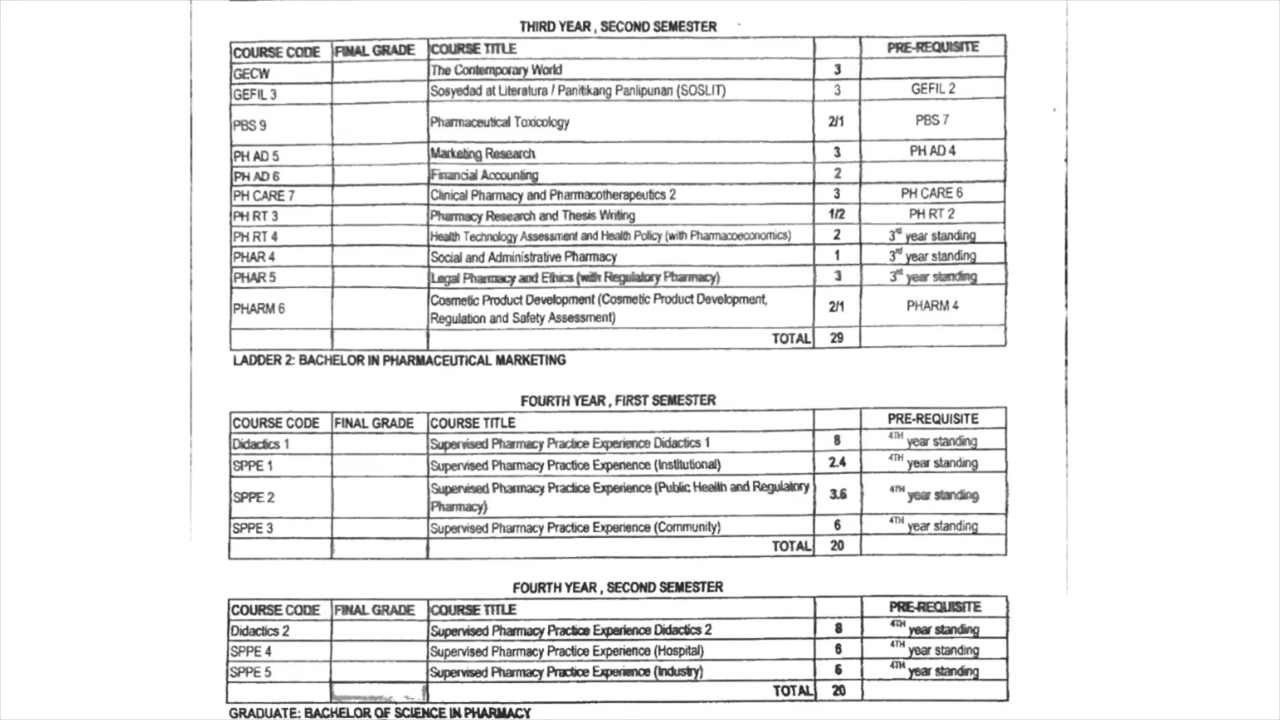 THIRD YEAR , SECOND SEMESTER
COURSE CODE FINAL GRADE COURSE TITLE PRE-REQUISITE
GECW The Contemporary World 3
GEFIL 3 Sosyedad at Literatura / Panitikang Panlipunan (SOSLIT) 3 GEFIL 2
PBS 9 Pharmaceutical Toxicology 2/1 PBS 7
PH AD 5 Marketing Research 3 PH AD 4
PH AD 6 Financial Accounting 2
PH CARE 7 Clinical Pharmacy and Pharmacotherapeutics 2 3 PH CARE 6
PH RT 3 Pharmacy Research and Thesis Writing 1/2 PH RT 2
PH RT 4 Health Technology Assessment and Health Policy (with Pharmacoeconomics) 2 3rd year standing
PHAR 4 Social and Administrative Pharmacy 1 3rd year standing
PHAR 5 Legal Pharmacy and Ethics (with Regulatory Pharmacy) 3 3rd year standing
PHARM 6 Cosmetic Product Development (Cosmetic Product Development, 2/1 PHARM 4
Regulation and Safety Assessment)
TOTAL 29
LADDER 2: BACHELOR IN PHARMACEUTICAL MARKETING
FOURTH YEAR , FIRST SEMESTER
COURSE CODE FINAL GRADE COURSE TITLE PRE-REQUISITE
Didactics 1 Supervised Pharmacy Practice Experience Didactics 1 8 4TH year standing
SPPE 1 Supervised Pharmacy Practice Experience (Institutional) 2.4 4TH year standing
SPPE 2 Supervised Pharmacy Practice Experience (Public Health and Regulatory 3.6 4TH year standing
Pharmacy)
SPPE 3 Supervised Pharmacy Practice Experience (Community) 6 4TH year standing
TOTAL 20
FOURTH YEAR , SECOND SEMESTER
COURSE CODE FINAL GRADE COURSE TITLE PRE-REQUISITE
Didactics 2 Supervised Pharmacy Practice Experience Didactics 2 8 4TH year standing
SPPE 4 Supervised Pharmacy Practice Experience (Hospital) 6 4TH year standing
SPPE 5 Supervised Pharmacy Practice Experience (Industry) 6 4TH year standing
TOTAL 20
GRADUATE: BACHELOR OF SCIENCE IN PHARMACY